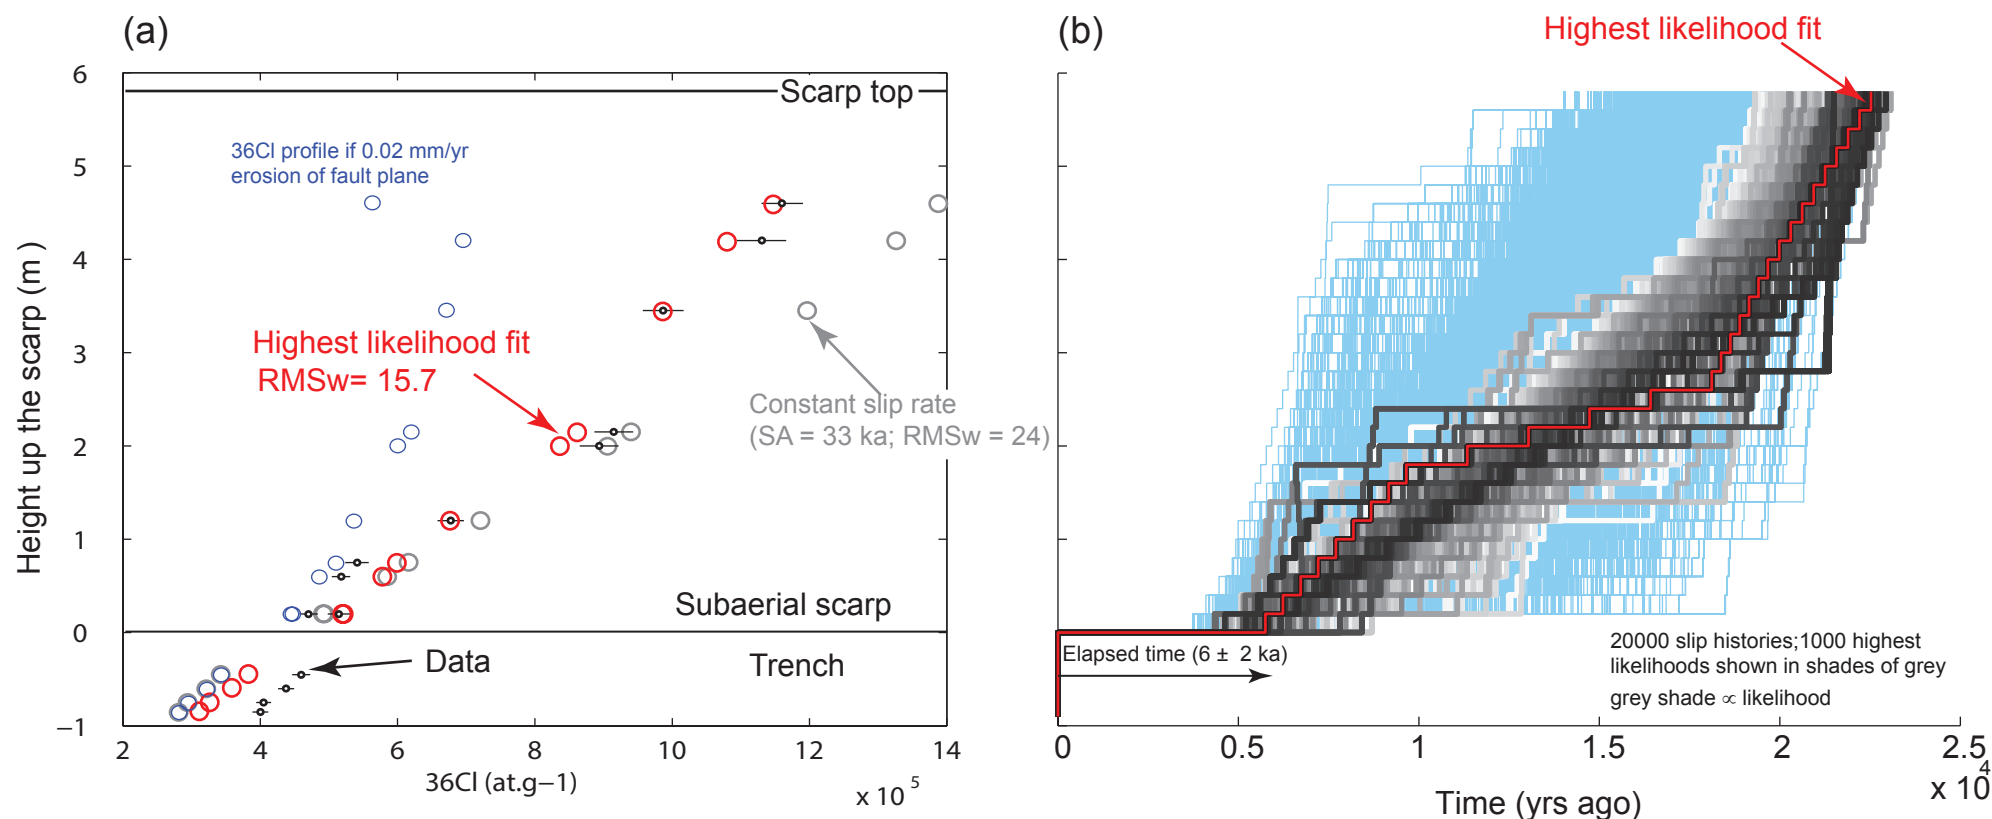 (a)
6
5
4
3
2
1
0
−1
Height up the scarp (m )
Scarp top
36Cl profile if 0.02 mm/yr
erosion of fault plane
Highest likelihood fit
RMSw= 15.7
Constant slip rate
(SA = 33 ka; RMSw = 24)
Subaerial scarp
Data
Trench
2
4
6
8
10
12
14
36Cl (at.g−1)
x 10 5
(b)
Highest likelihood fit
Elapsed time (6 ± 2 ka)
20000 slip histories;1000 highest
likelihoods shown in shades of grey
grey shade ∝ likelihood
0
0.5
1
1.5
2
2.5
x 10 4
Time (yrs ago)